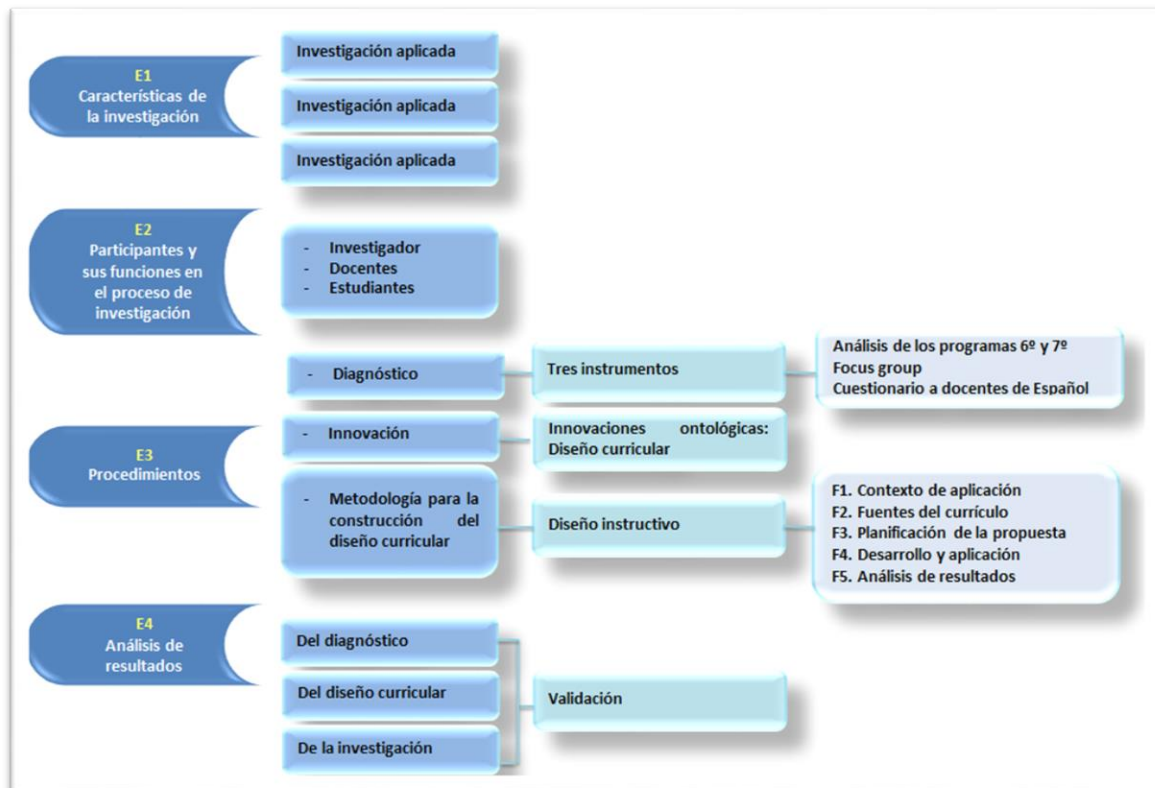 E1
Características de
la investigación
Investigación aplicada
Investigación aplicada
Investigación aplicada
E2
Participantes y
sus funciones en
el proceso de
investigación
- Investigador
- Docentes
- Estudiantes
E3
Procedimientos
- Diagnóstico
Tres instrumentos
Análisis de los programas 6º y 7º
Focus group
Cuestionario a docentes de Español
- Innovación
Innovaciones ontológicas:
Diseño curricular
- Metodología para la
construcción del
diseño curricular
Diseño instructivo
F1. Contexto de aplicación
F2. Fuentes del currículo
F3. Planificación de la propuesta
F4. Desarrollo y aplicación
F5. Análisis de resultados
E4
Análisis de
resultados
Del diagnóstico
Del diseño curricular
De la investigación
Validación